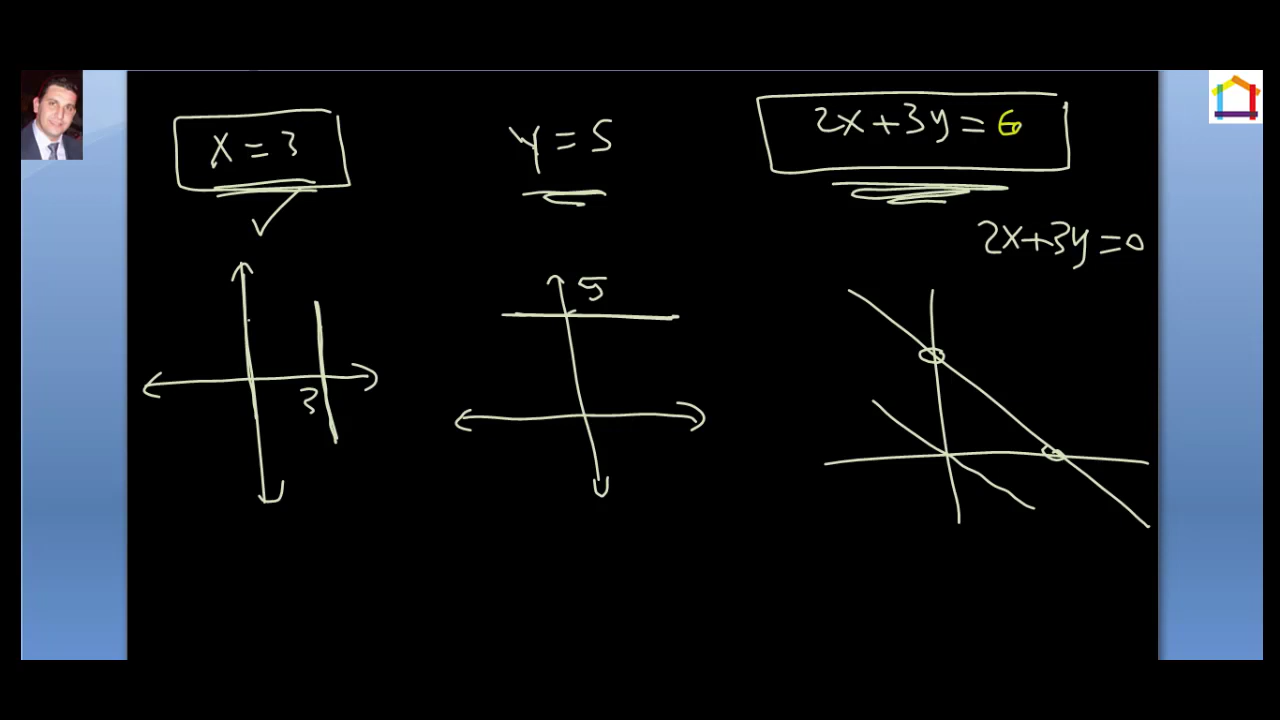 x = 3
y = 5
2x+3y = 6
2x+3y = 0
3
5